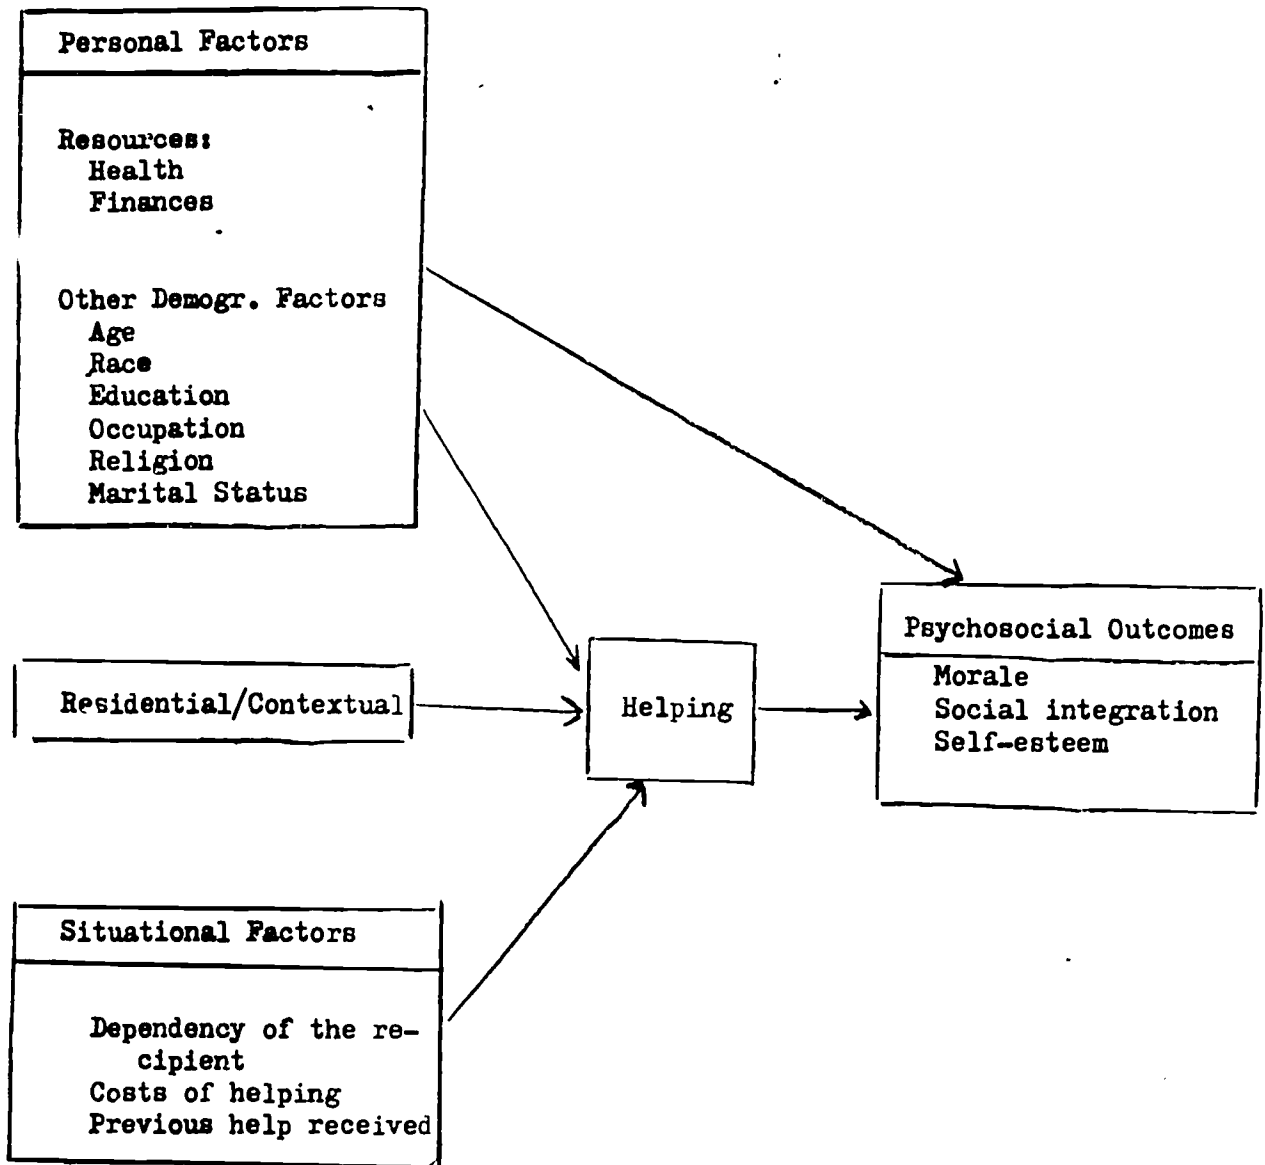 Personal Factors
Resources:
Health
Finances
Other Demogr. Factors
Age
Race
Education
Occupation
Religion
Marital Status
Residential/Contextual
Helping
Psychosocial Outcomes
Morale
Social integration
Self-esteem
Situational Factors
Dependency of the re-
cipient
Costs of helping
Previous help received